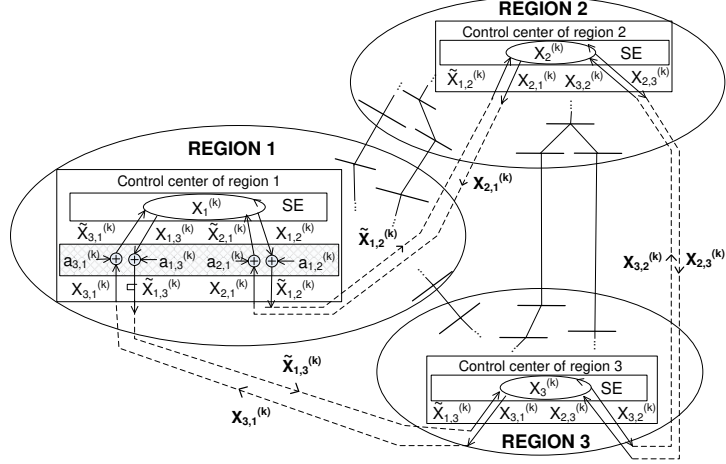 REGION 2
Control center of region 2
X₂⁽ᵏ⁾ SE
X̃₁,₂⁽ᵏ⁾ X₂,₁⁽ᵏ⁾ X₃,₂⁽ᵏ⁾ X₂,₃⁽ᵏ⁾
REGION 1
Control center of region 1
X₁⁽ᵏ⁾ SE
X̃₃,₁⁽ᵏ⁾ X₁,₃⁽ᵏ⁾ X̃₂,₁⁽ᵏ⁾ X₁,₂⁽ᵏ⁾
a₃,₁⁽ᵏ⁾ a₁,₃⁽ᵏ⁾ a₂,₁⁽ᵏ⁾ a₁,₂⁽ᵏ⁾
X₃,₁⁽ᵏ⁾ X̃₁,₃⁽ᵏ⁾ X₂,₁⁽ᵏ⁾ X̃₁,₂⁽ᵏ⁾
X₂,₁⁽ᵏ⁾
X̃₁,₂⁽ᵏ⁾
X₃,₂⁽ᵏ⁾ X₂,₃⁽ᵏ⁾
X̃₁,₃⁽ᵏ⁾
X₃,₁⁽ᵏ⁾
Control center of region 3
X₃⁽ᵏ⁾ SE
X̃₁,₃⁽ᵏ⁾ X₃,₁⁽ᵏ⁾ X₂,₃⁽ᵏ⁾ X₃,₂⁽ᵏ⁾
REGION 3